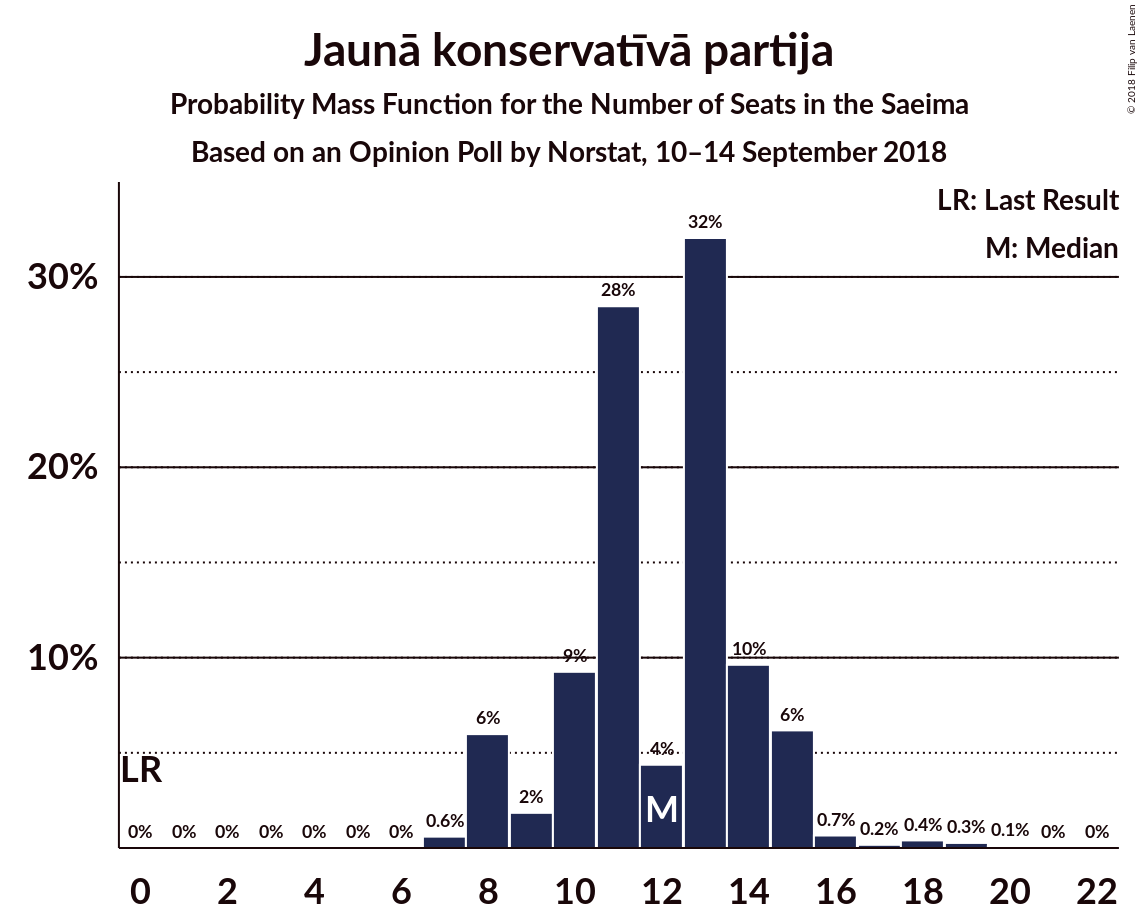 Jaunā konservatīvā partija
Probability Mass Function for the Number of Seats in the Saeima
Based on an Opinion Poll by Norstat, 10–14 September 2018
© 2018 Filip van Laenen
LR: Last Result
M: Median
30%
20%
10%
LR
0% 0% 0% 0% 0% 0% 0% 0.6% 6% 2% 9% 28% 4% 32% 10% 6% 0.7% 0.2% 0.4% 0.3% 0.1% 0% 0%
M
0 2 4 6 8 10 12 14 16 18 20 22